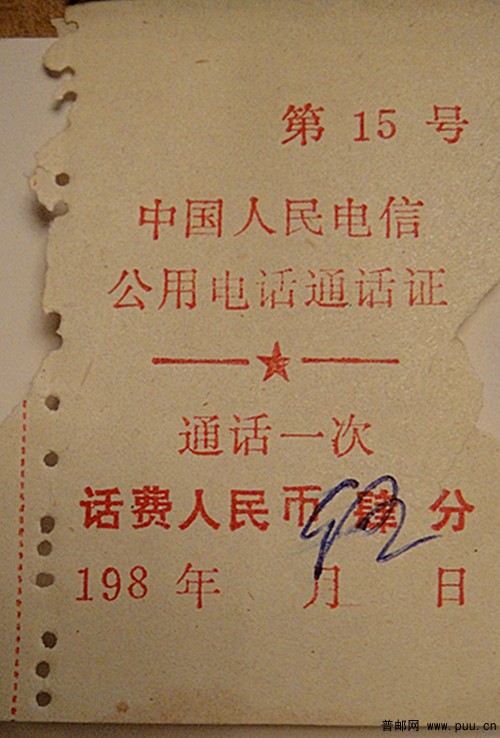 第 15 号
中国人民电信
公用电话通话证
通话一次
话费人民币 肆 分
198 年 月 日
普邮网 www.puu.cn